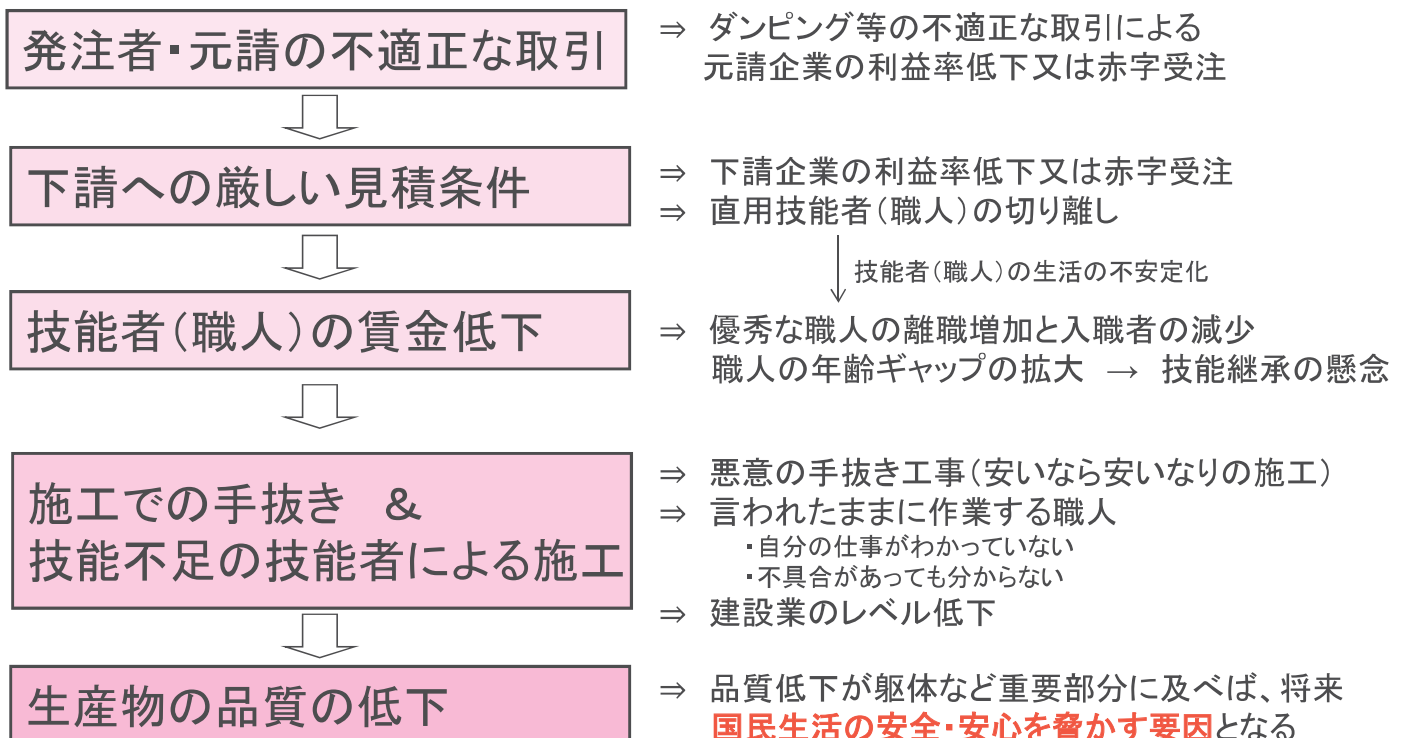 発注者・元請の不適正な取引
⇒ ダンピング等の不適正な取引による
元請企業の利益率低下又は赤字受注
下請への厳しい見積条件
⇒ 下請企業の利益率低下又は赤字受注
⇒ 直用技能者(職人)の切り離し
技能者(職人)の生活の不安定化
技能者(職人)の賃金低下
⇒ 優秀な職人の離職増加と入職者の減少
職人の年齢ギャップの拡大 → 技能継承の懸念
施工での手抜き &
技能不足の技能者による施工
⇒ 悪意の手抜き工事(安いなら安いなりの施工)
⇒ 言われたままに作業する職人
・自分の仕事がわかっていない
・不具合があっても分からない
⇒ 建設業のレベル低下
生産物の品質の低下
⇒ 品質低下が躯体など重要部分に及べば、将来
国民生活の安全・安心を脅かす要因となる